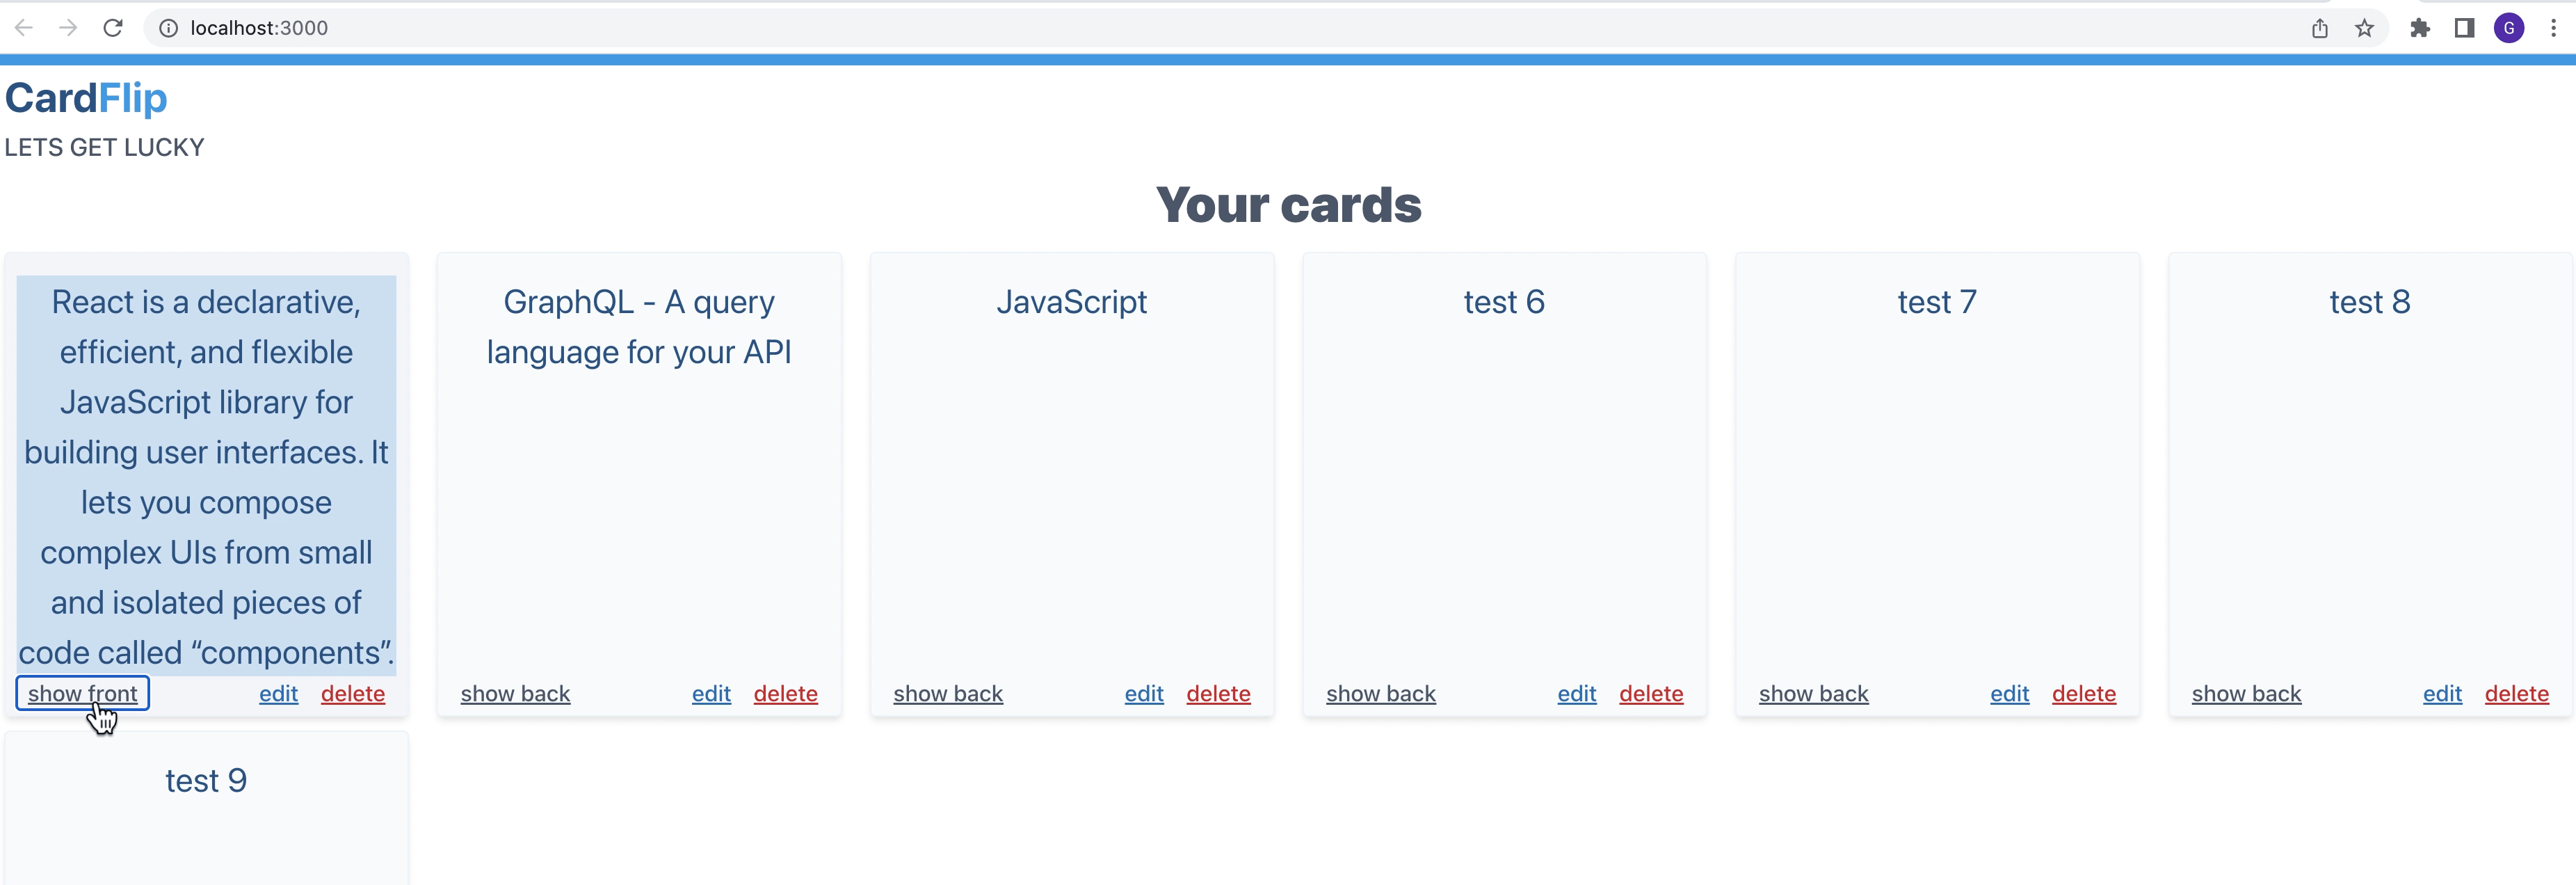 localhost:3000
G
CardFlip
LETS GET LUCKY
Your cards
React is a declarative,
efficient, and flexible
JavaScript library for
building user interfaces. It
lets you compose
complex UIs from small
and isolated pieces of
code called “components”.
show front edit delete
GraphQL - A query
language for your API
show back edit delete
JavaScript
show back edit delete
test 6
show back edit delete
test 7
show back edit delete
test 8
show back edit delete
test 9